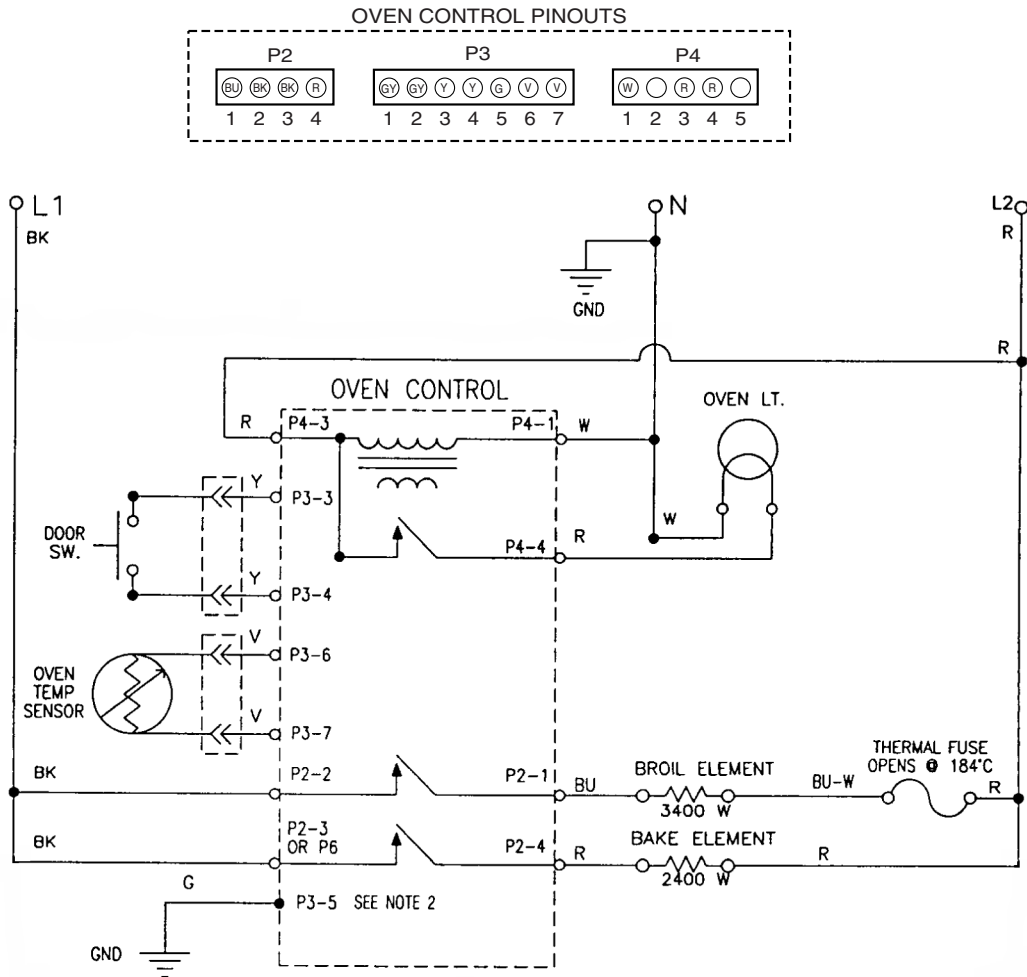 OVEN CONTROL PINOUTS
P2 P3 P4
BU BK BK R GY GY Y Y G V V W R R
1 2 3 4 1 2 3 4 5 6 7 1 2 3 4 5
L1 N L2
BK R
GND
R
OVEN CONTROL OVEN LT.
R P4-3 P4-1 W
Y P3-3
DOOR
SW.
W
P4-4 R
Y P3-4
V P3-6
OVEN
TEMP
SENSOR
V P3-7
THERMAL FUSE
OPENS @ 184°C
BK P2-2 P2-1 BU BROIL ELEMENT BU-W R
3400 W
BK P2-3
OR P6
P2-4 R BAKE ELEMENT R
2400 W
G
P3-5 SEE NOTE 2
GND